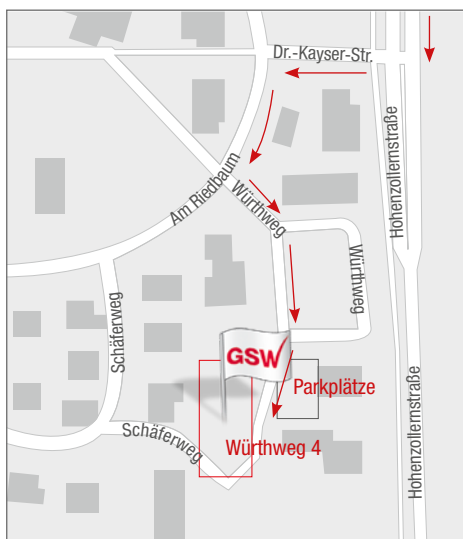 Dr.-Kayser-Str.
Hohenzollernstraße
Am Riedbaum
Würthweg
Würthweg
Schäferweg
GSW
Parkplätze
Hohenzollernstraße
Schäferweg
Würthweg 4